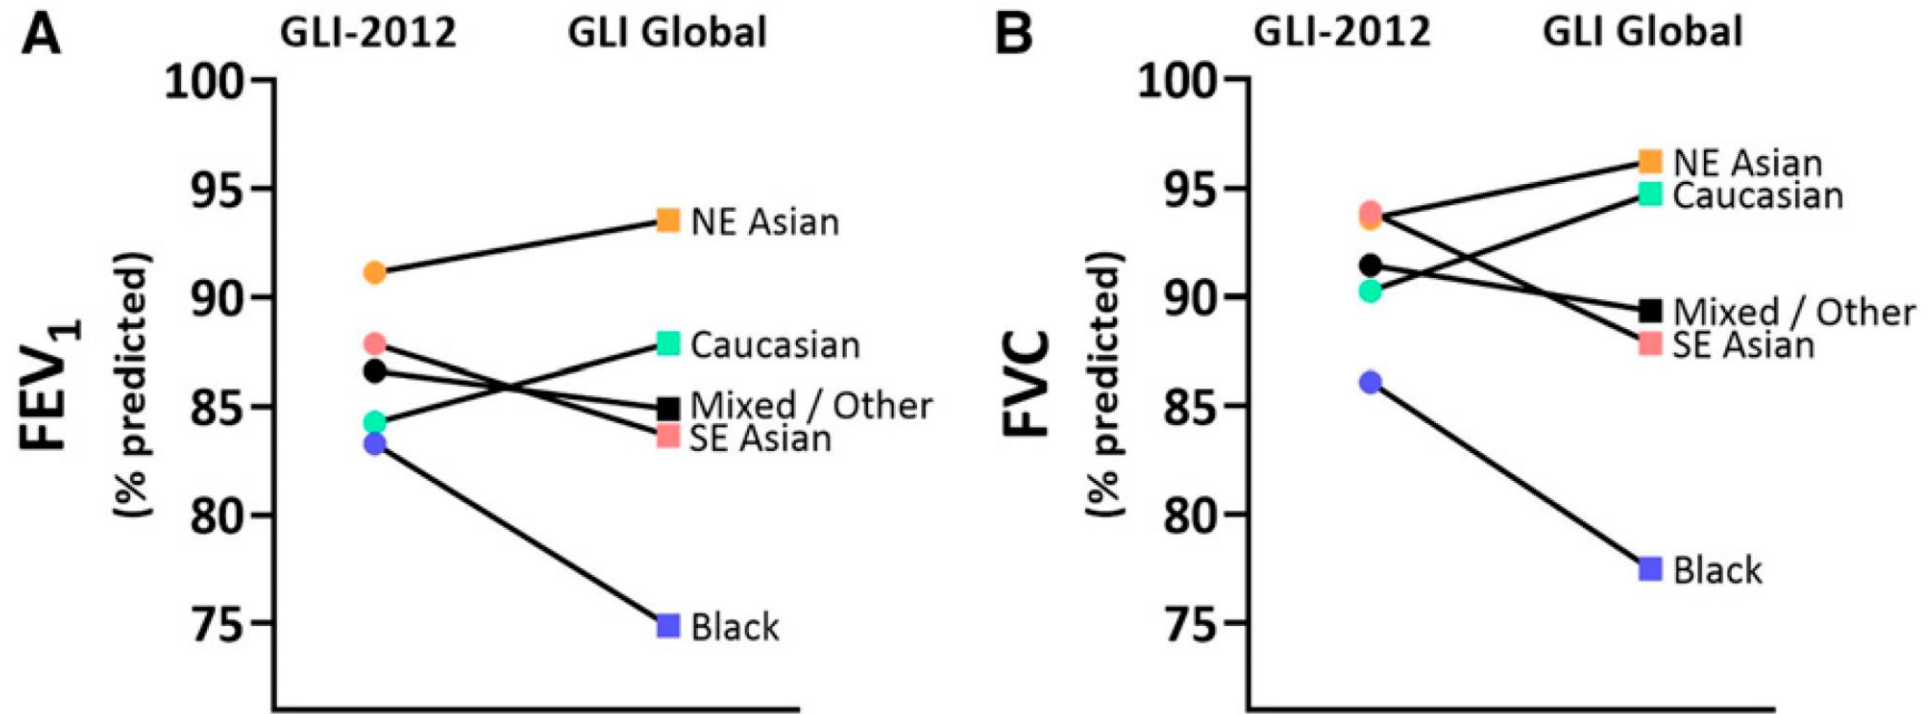 A
GLI-2012
GLI Global
100
95
90
85
80
75
FEV1
(% predicted)
NE Asian
Caucasian
Mixed / Other
SE Asian
Black
B
GLI-2012
GLI Global
100
95
90
85
80
75
FVC
(% predicted)
NE Asian
Caucasian
Mixed / Other
SE Asian
Black